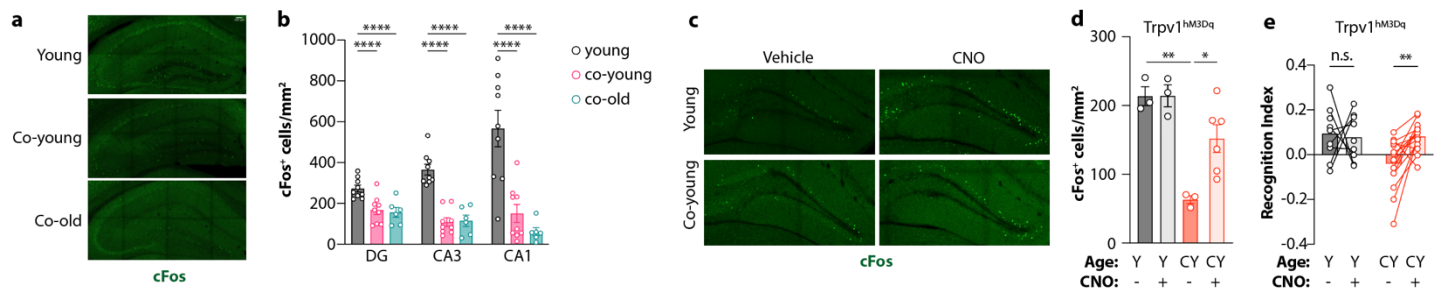 a
Young
Co-young
Co-old
cFos
b
cFos⁺ cells/mm²
1000
800
600
400
200
0
**** **** ****
**** **** ****
DG CA3 CA1
young
co-young
co-old
c
Vehicle CNO
Young
Co-young
cFos
d
Trpv1ʰᴹ³ᴰq
cFos⁺ cells/mm²
300
200
100
0
** *
Age: Y Y CY CY
CNO: - + - +
e
Trpv1ʰᴹ³ᴰq
Recognition Index
0.4
0.2
0.0
-0.2
-0.4
n.s. **
Age: Y Y CY CY
CNO: - + - +